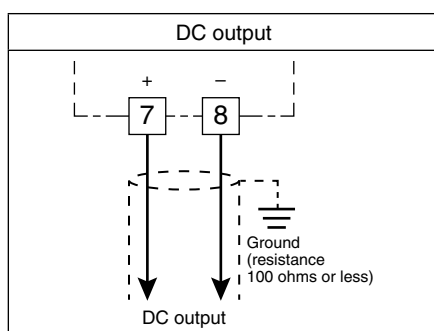 DC output
+ −
7 8
Ground
(resistance
100 ohms or less)
DC output